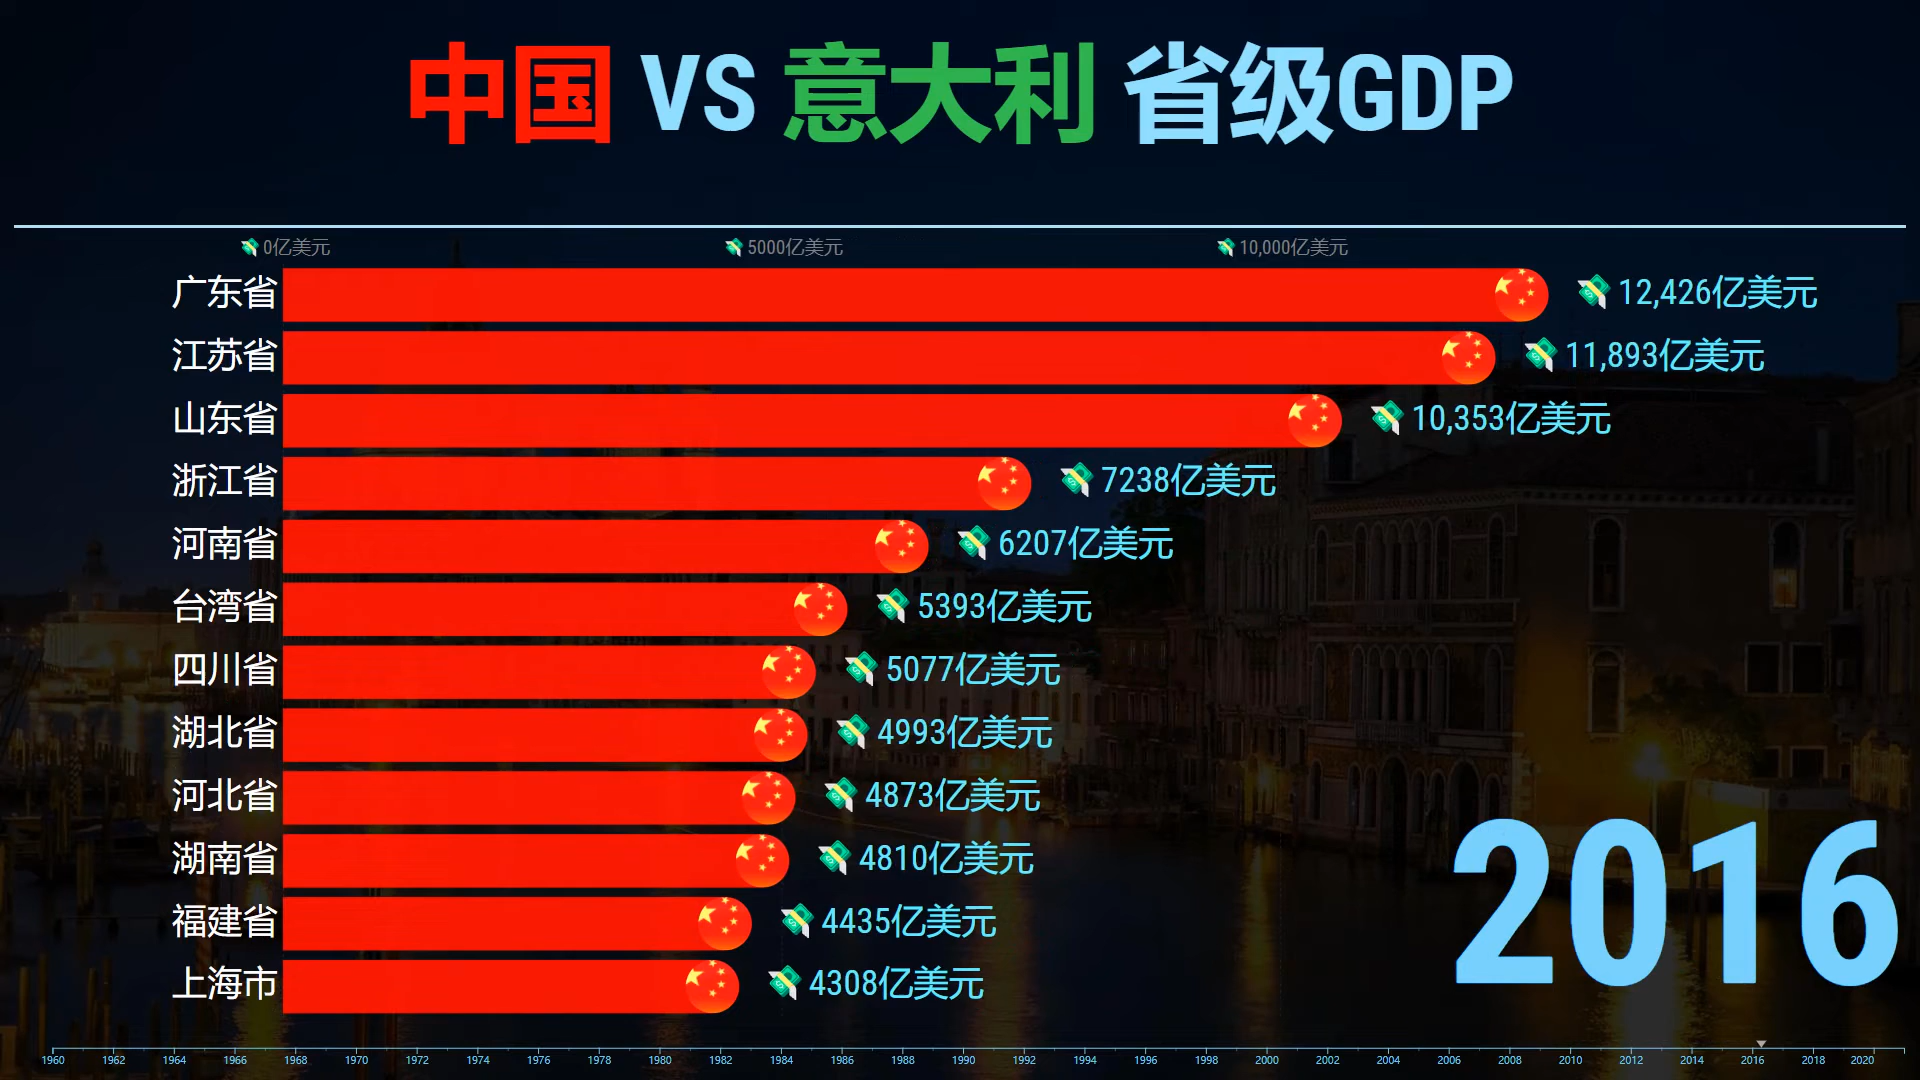 中国 VS 意大利 省级GDP
0亿美元 5000亿美元 10,000亿美元
广东省 12,426亿美元
江苏省 11,893亿美元
山东省 10,353亿美元
浙江省 7238亿美元
河南省 6207亿美元
台湾省 5393亿美元
四川省 5077亿美元
湖北省 4993亿美元
河北省 4873亿美元
湖南省 4810亿美元
福建省 4435亿美元
上海市 4308亿美元
2016
1960 1962 1964 1966 1968 1970 1972 1974 1976 1978 1980 1982 1984 1986 1988 1990 1992 1994 1996 1998 2000 2002 2004 2006 2008 2010 2012 2014 2016 2018 2020